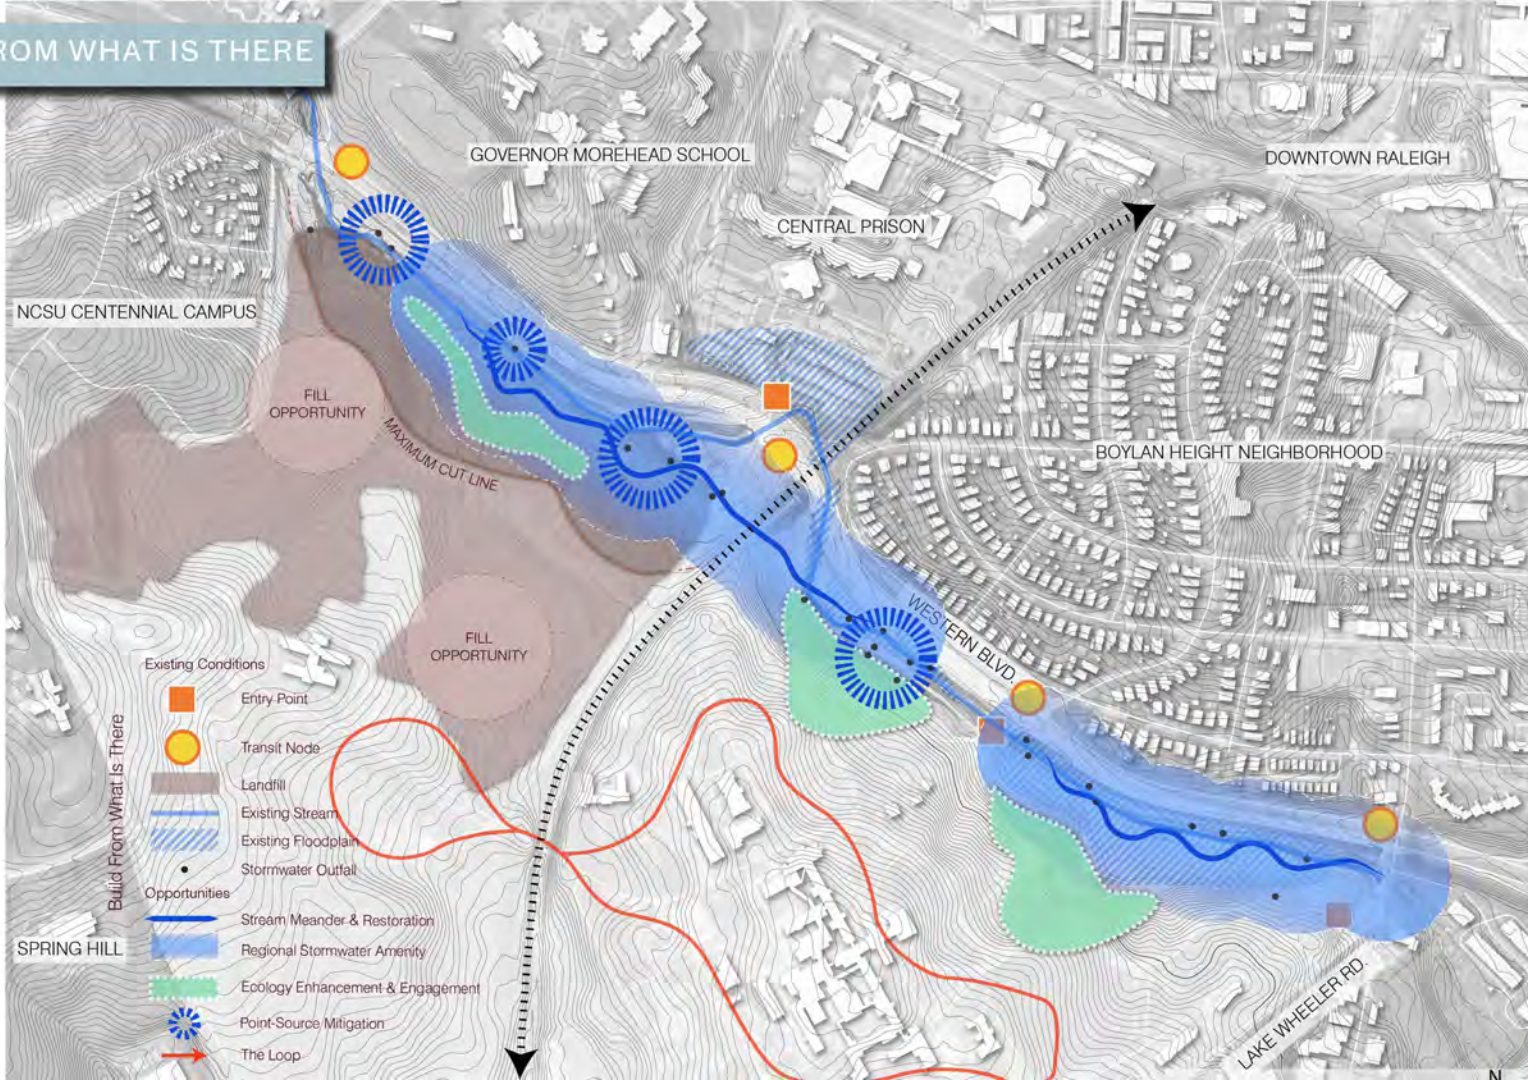 ROM WHAT IS THERE
GOVERNOR MOREHEAD SCHOOL
DOWNTOWN RALEIGH
CENTRAL PRISON
NCSU CENTENNIAL CAMPUS
FILL
OPPORTUNITY
MAXIMUM CUT LINE
BOYLAN HEIGHT NEIGHBORHOOD
WESTERN BLVD.
FILL
OPPORTUNITY
Build From What Is There
Existing Conditions
Entry Point
Transit Node
Landfill
Existing Stream
Existing Floodplain
Stormwater Outfall
Opportunities
Stream Meander & Restoration
Regional Stormwater Amenity
Ecology Enhancement & Engagement
Point-Source Mitigation
The Loop
SPRING HILL
LAKE WHEELER RD.
N